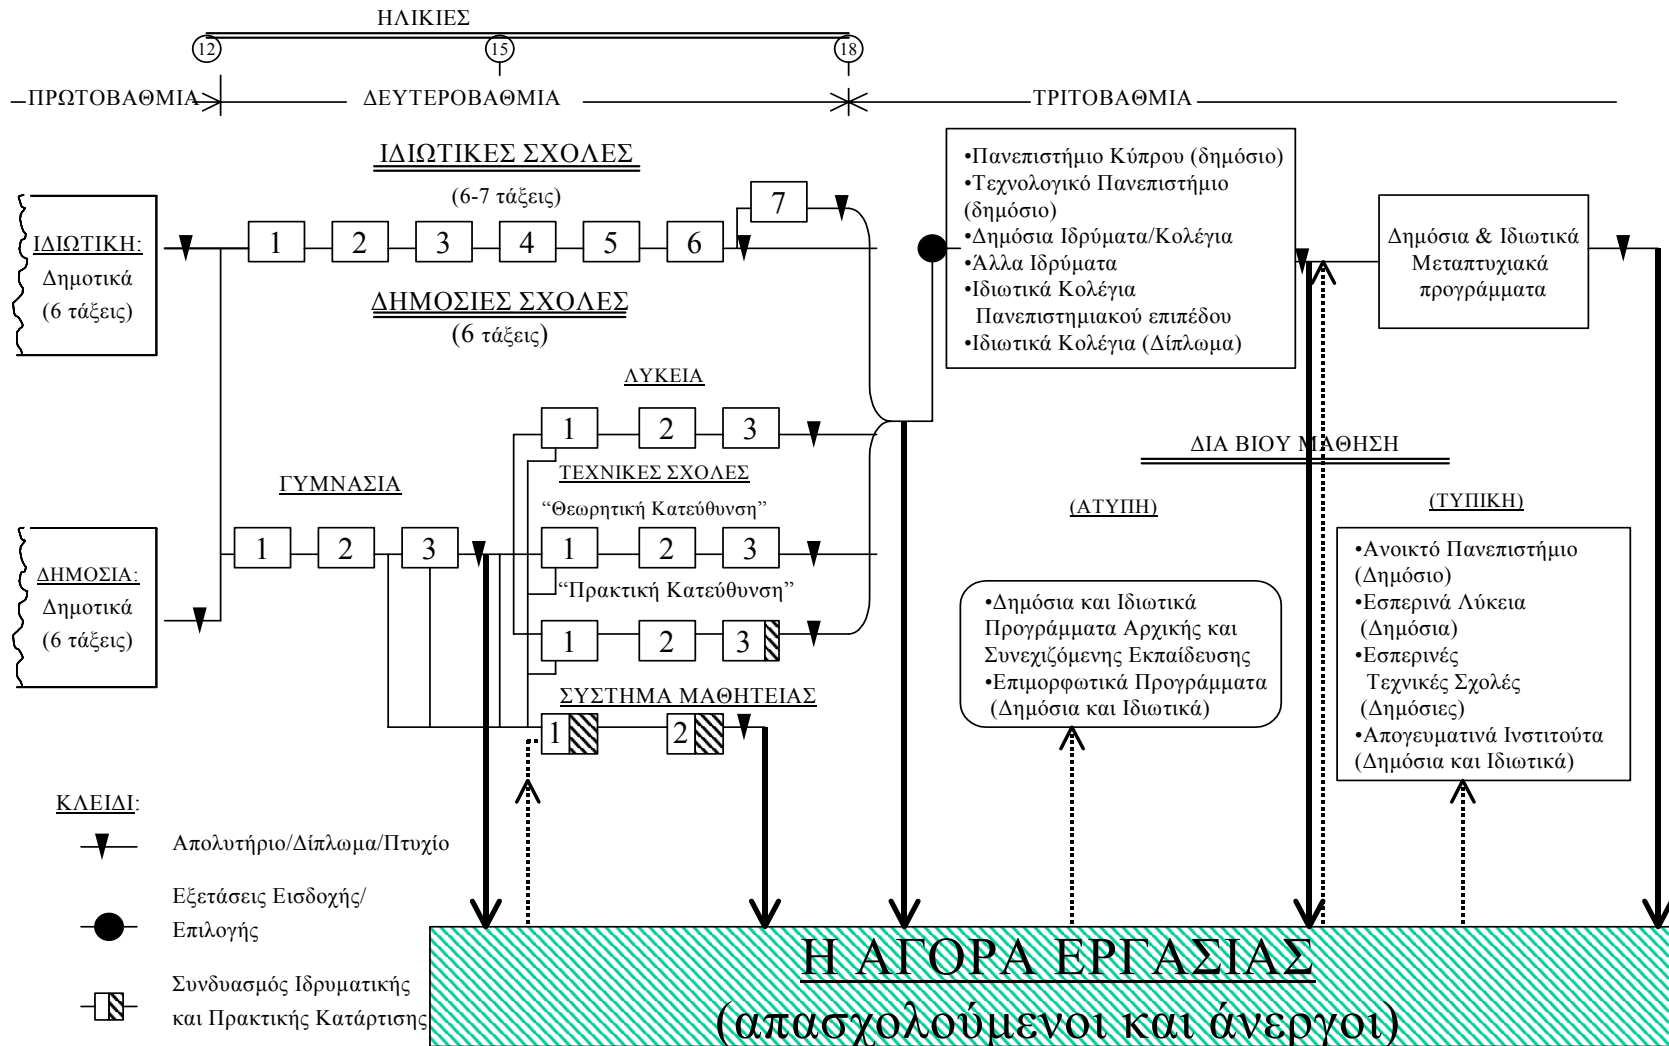 ΗΛΙΚΙΕΣ
12 15 18
ΠΡΩΤΟΒΑΘΜΙΑ ΔΕΥΤΕΡΟΒΑΘΜΙΑ ΤΡΙΤΟΒΑΘΜΙΑ
ΙΔΙΩΤΙΚΕΣ ΣΧΟΛΕΣ
(6-7 τάξεις)
7
ΙΔΙΩΤΙΚΗ:
Δημοτικά
(6 τάξεις)
1 2 3 4 5 6
ΔΗΜΟΣΙΕΣ ΣΧΟΛΕΣ
(6 τάξεις)
•Πανεπιστήμιο Κύπρου (δημόσιο)
•Τεχνολογικό Πανεπιστήμιο
(δημόσιο)
•Δημόσια Ιδρύματα/Κολέγια
•Άλλα Ιδρύματα
•Ιδιωτικά Κολέγια
Πανεπιστημιακού επιπέδου
•Ιδιωτικά Κολέγια (Δίπλωμα)
Δημόσια & Ιδιωτικά
Μεταπτυχιακά
προγράμματα
ΛΥΚΕΙΑ
1 2 3
ΤΕΧΝΙΚΕΣ ΣΧΟΛΕΣ
“Θεωρητική Κατεύθυνση”
ΓΥΜΝΑΣΙΑ
1 2 3
1 2 3
“Πρακτική Κατεύθυνση”
1 2 3
ΔΗΜΟΣΙΑ:
Δημοτικά
(6 τάξεις)
ΣΥΣΤΗΜΑ ΜΑΘΗΤΕΙΑΣ
1 2
ΔΙΑ ΒΙΟΥ ΜΑΘΗΣΗ
(ΑΤΥΠΗ)
(ΤΥΠΙΚΗ)
•Δημόσια και Ιδιωτικά
Προγράμματα Αρχικής και
Συνεχιζόμενης Εκπαίδευσης
•Επιμορφωτικά Προγράμματα
(Δημόσια και Ιδιωτικά)
•Ανοικτό Πανεπιστήμιο
(Δημόσιο)
•Εσπερινά Λύκεια
(Δημόσια)
•Εσπερινές
Τεχνικές Σχολές
(Δημόσιες)
•Απογευματινά Ινστιτούτα
(Δημόσια και Ιδιωτικά)
ΚΛΕΙΔΙ:
Απολυτήριο/Δίπλωμα/Πτυχίο
Εξετάσεις Εισδοχής/
Επιλογής
Συνδυασμός Ιδρυματικής
και Πρακτικής Κατάρτισης
Η ΑΓΟΡΑ ΕΡΓΑΣΙΑΣ
(απασχολούμενοι και άνεργοι)